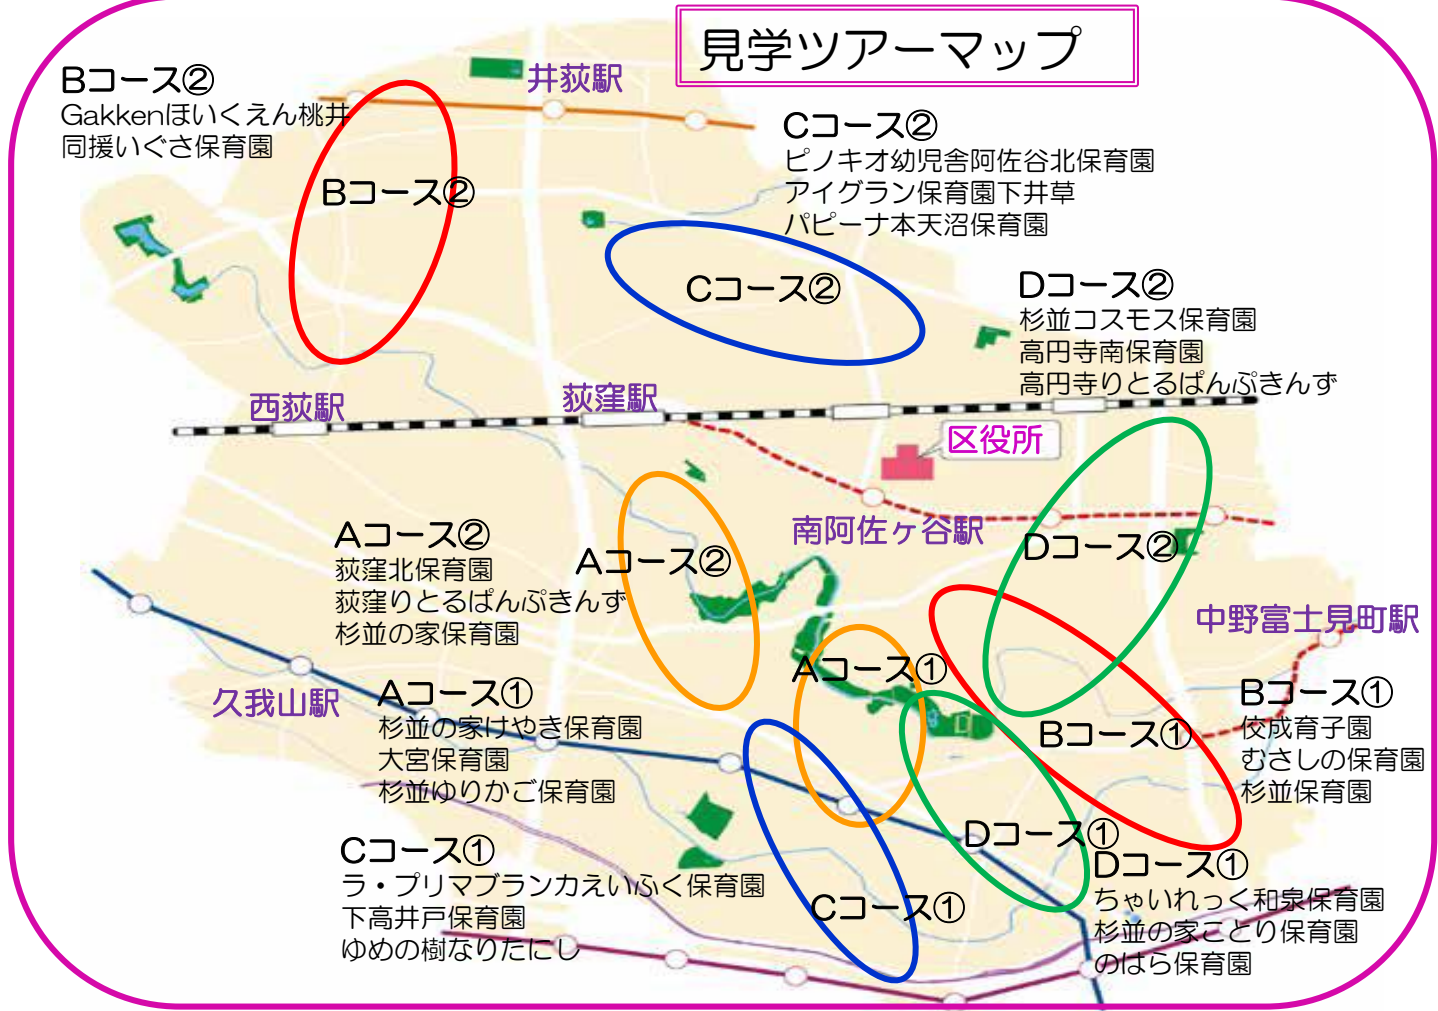 見学ツアーマップ
Bコース②
Gakkenほいくえん桃井
同援いぐさ保育園
井荻駅
Cコース②
ピノキオ幼児舎阿佐谷北保育園
アイグラン保育園下井草
パピーナ本天沼保育園
Bコース②
Cコース②
Dコース②
杉並コスモス保育園
高円寺南保育園
高円寺りとるぱんぷきんず
西荻駅
荻窪駅
区役所
南阿佐ヶ谷駅
Aコース②
荻窪北保育園
荻窪りとるぱんぷきんず
杉並の家保育園
Aコース②
Dコース②
中野富士見町駅
久我山駅
Aコース①
杉並の家けやき保育園
大宮保育園
杉並ゆりかご保育園
Aコース①
Bコース①
Bコース①
佼成育子園
むさしの保育園
杉並保育園
Cコース①
ラ・プリマブランカえいふく保育園
下高井戸保育園
ゆめの樹なりたにし
Cコース①
Dコース①
Dコース①
ちゃいれっく和泉保育園
杉並の家ことり保育園
のはら保育園